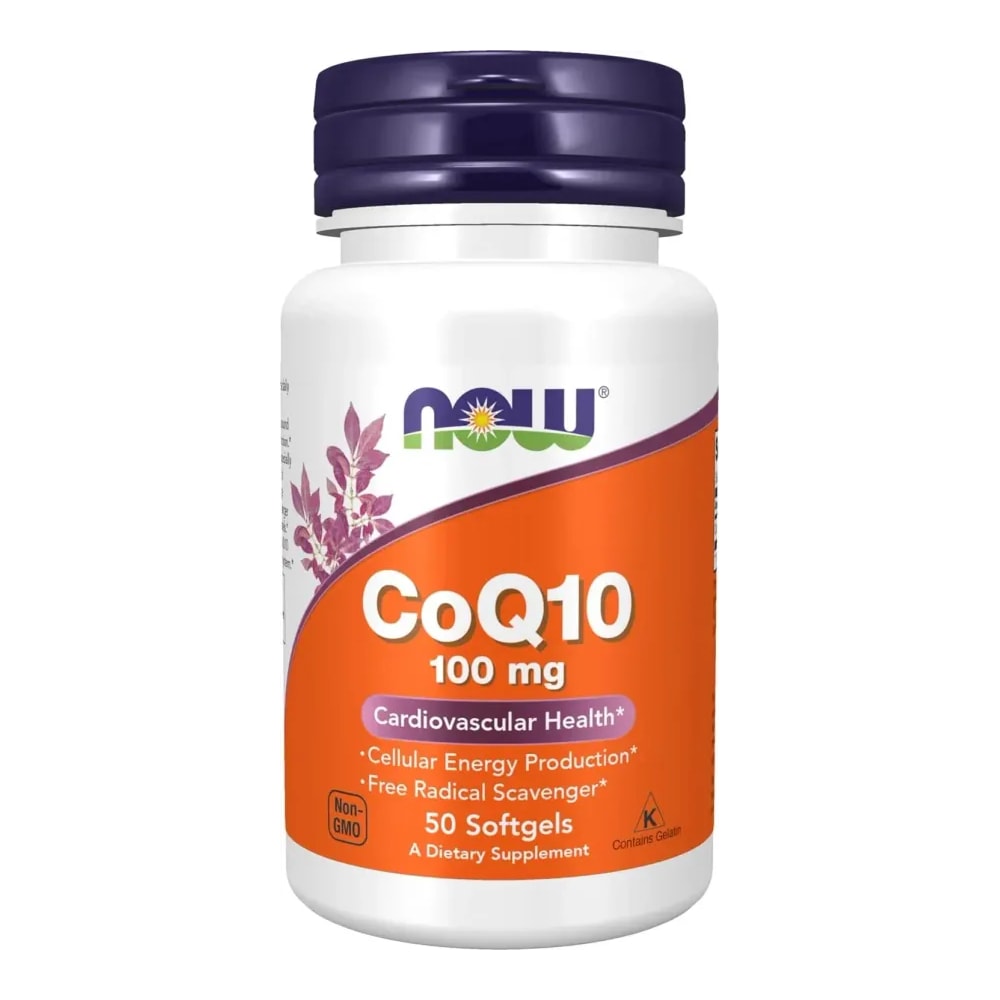 now®
CoQ10
100 mg
Cardiovascular Health*
•Cellular Energy Production*
•Free Radical Scavenger*
50 Softgels
A Dietary Supplement
Non-
GMO
K
Contains Gelatin